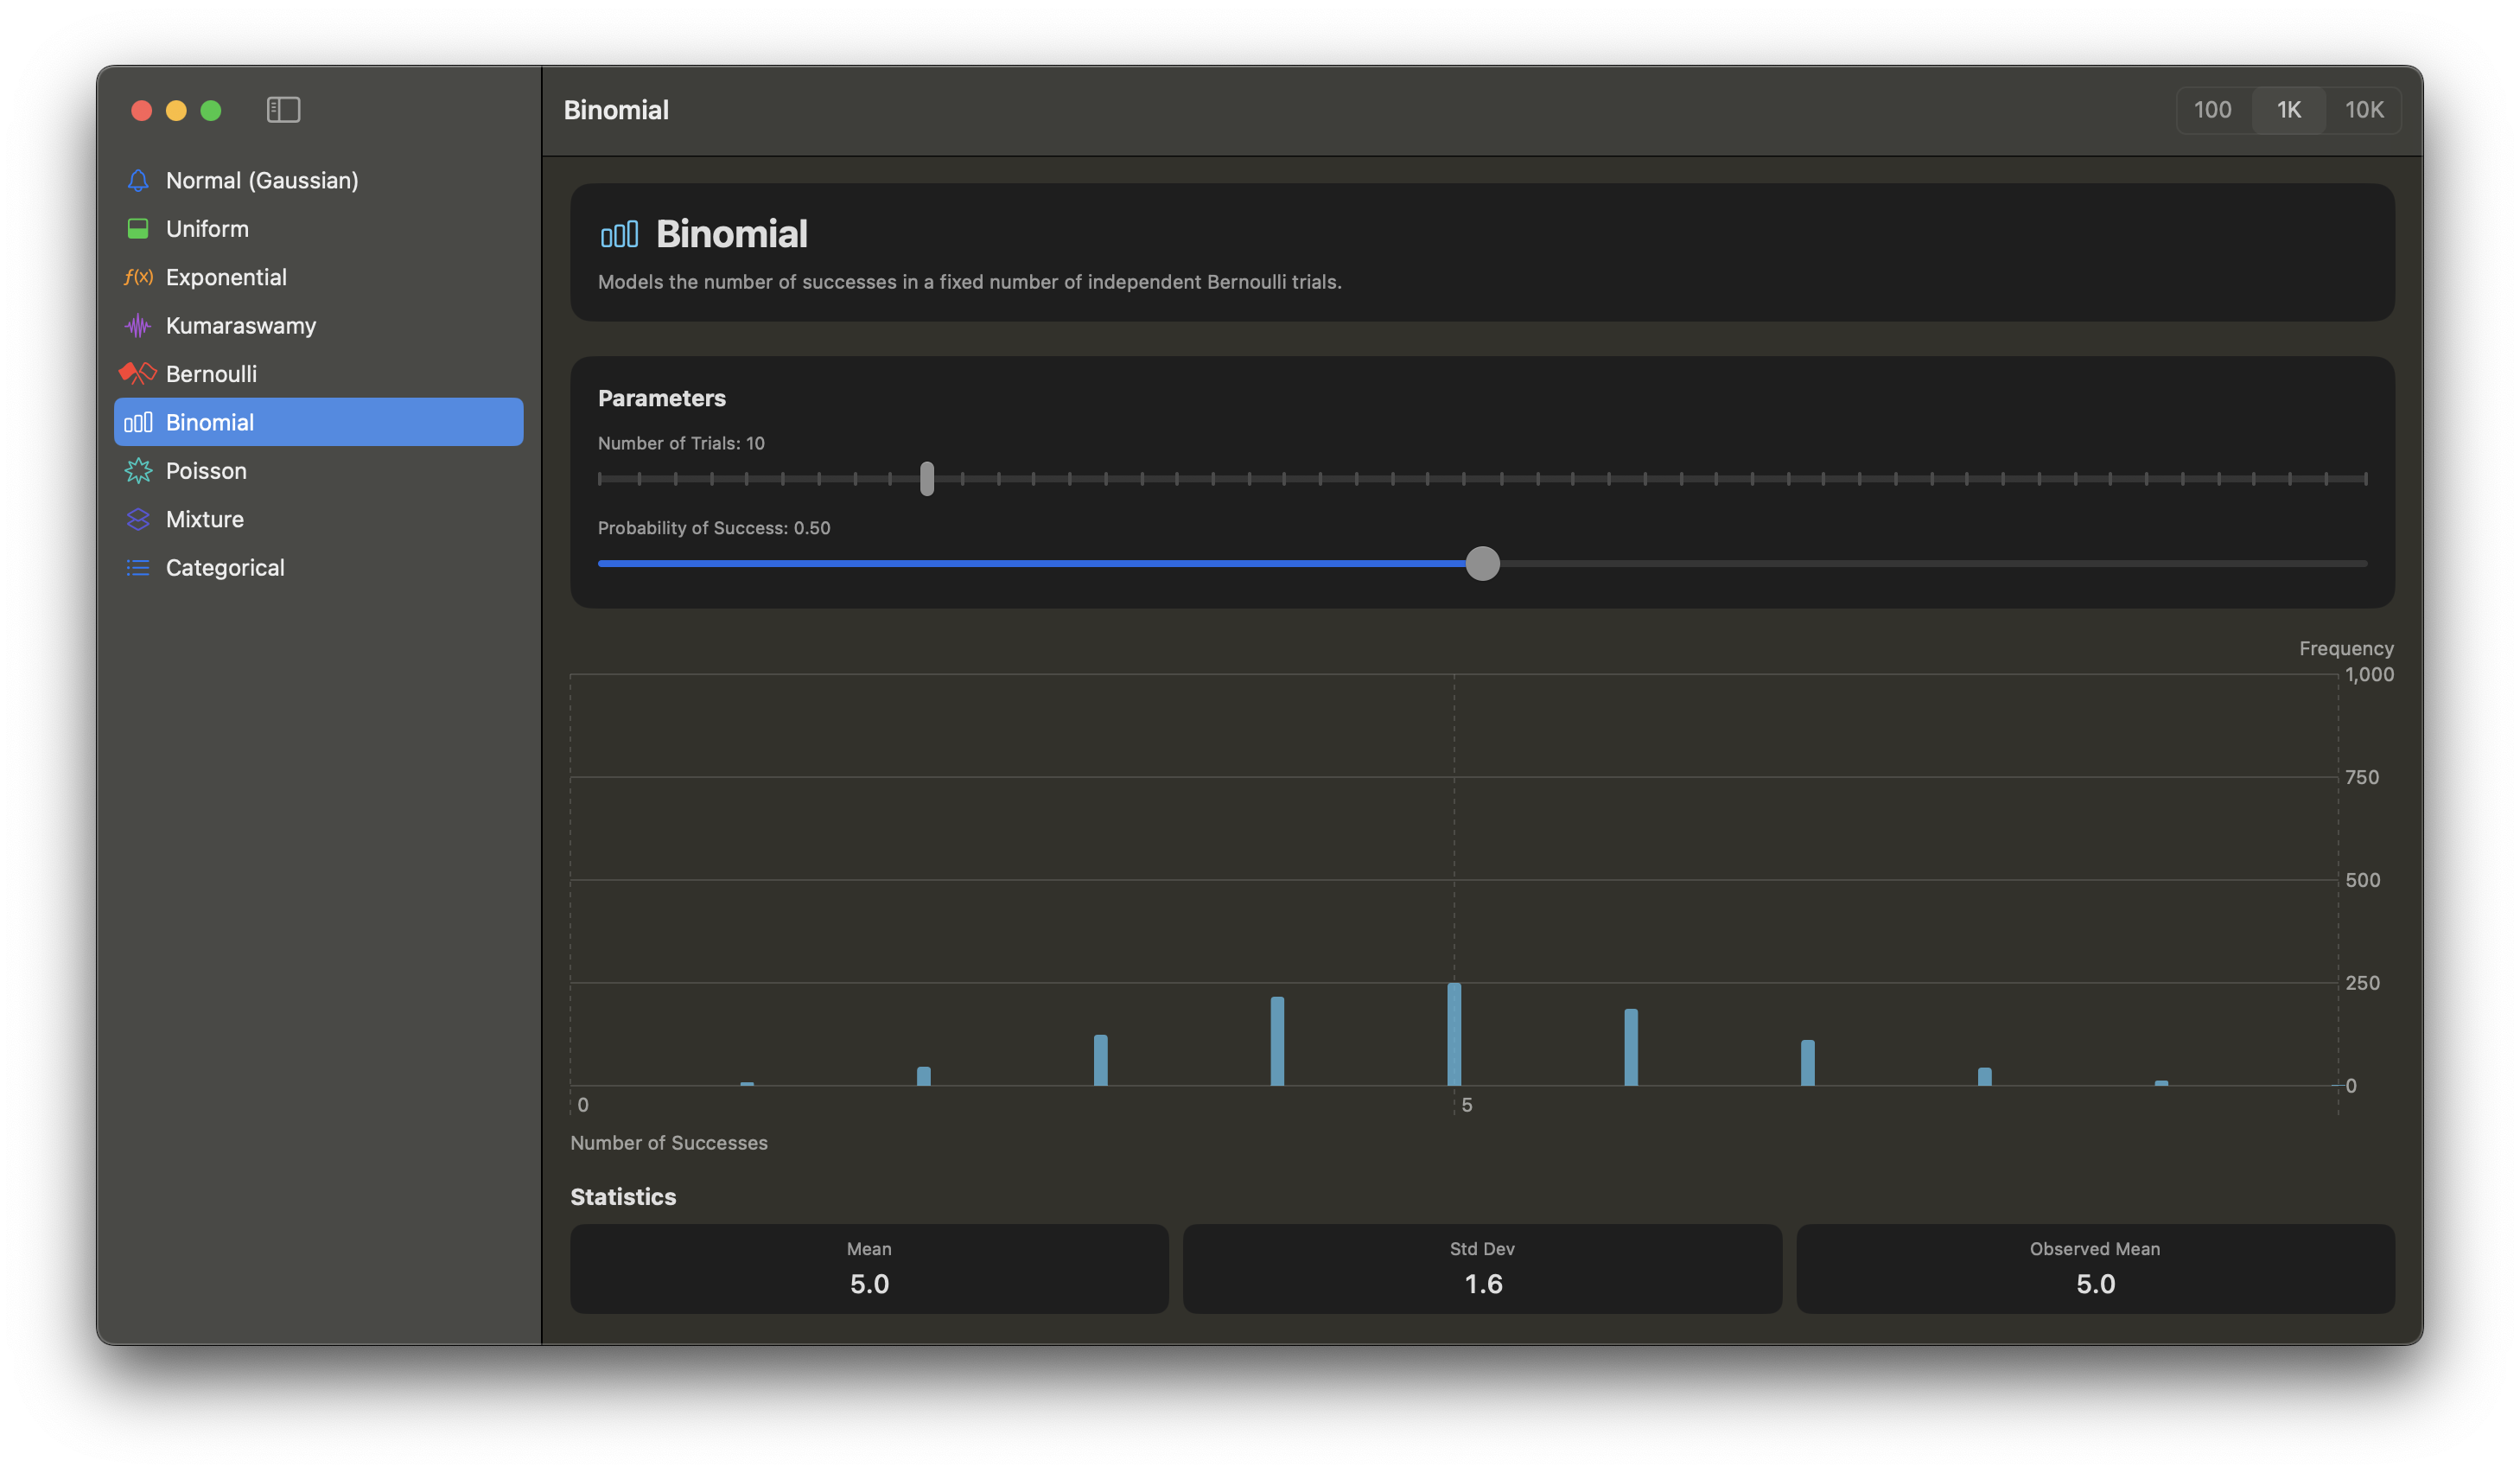 Binomial
100 1K 10K
Normal (Gaussian)
Uniform
f(x) Exponential
Kumaraswamy
Bernoulli
Binomial
Poisson
Mixture
Categorical
Binomial
Models the number of successes in a fixed number of independent Bernoulli trials.
Parameters
Number of Trials: 10
Probability of Success: 0.50
Frequency
1,000
750
500
250
0
0 5
Number of Successes
Statistics
Mean
5.0
Std Dev
1.6
Observed Mean
5.0